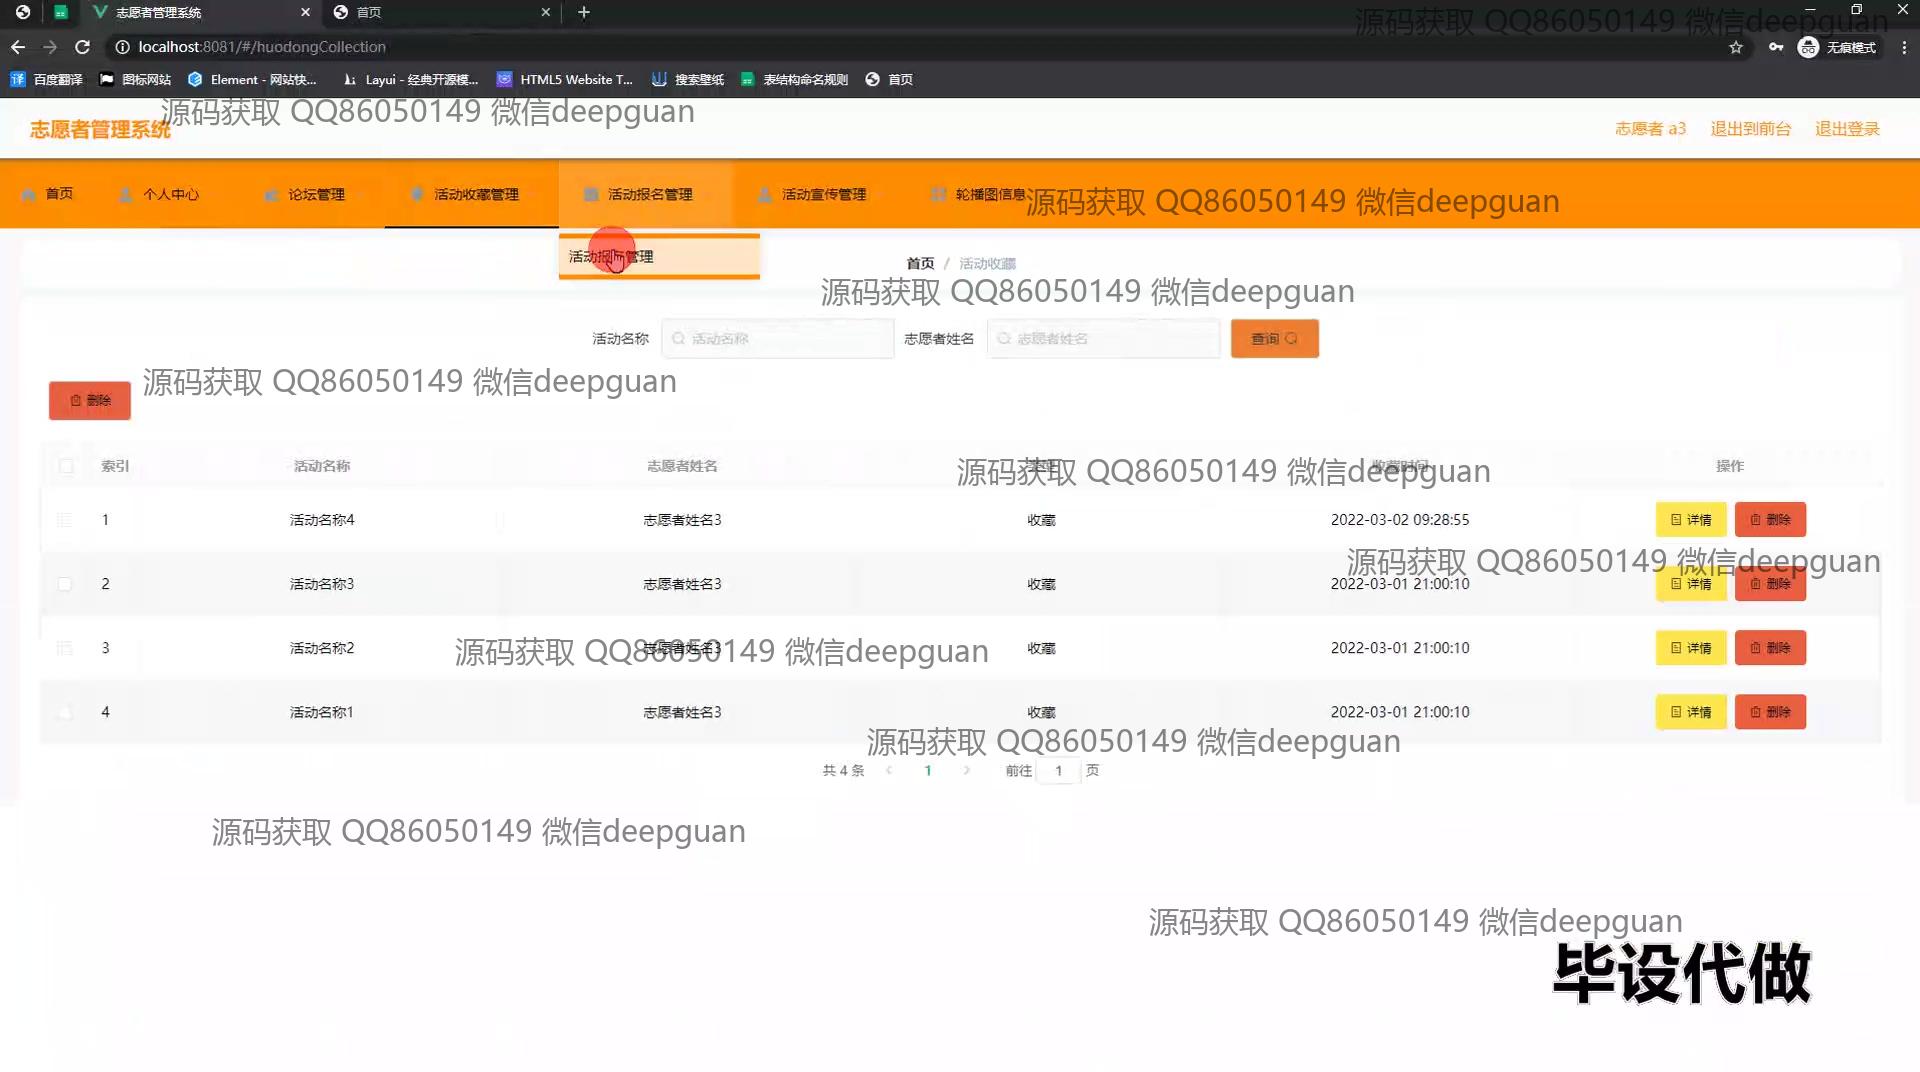 志愿者管理系统
首页
localhost:8081/#/huodongCollection
无痕模式
百度翻译
图标网站
Element - 网站快...
Layui - 经典开源模...
HTML5 Website T...
搜索壁纸
表结构命名规则
首页
源码获取 QQ86050149 微信deepguan
源码获取 QQ86050149 微信deepguan
志愿者管理系统
志愿者 a3
退出到前台
退出登录
首页
个人中心
论坛管理
活动收藏管理
活动报名管理
活动宣传管理
轮播图信息
源码获取 QQ86050149 微信deepguan
活动报名管理
首页 / 活动收藏
源码获取 QQ86050149 微信deepguan
活动名称
活动名称
志愿者姓名
志愿者姓名
查询
源码获取 QQ86050149 微信deepguan
删除
索引 活动名称 志愿者姓名 类型 收藏时间 操作
源码获取 QQ86050149 微信deepguan
1 活动名称4 志愿者姓名3 收藏 2022-03-02 09:28:55 详情 删除
源码获取 QQ86050149 微信deepguan
2 活动名称3 志愿者姓名3 收藏 2022-03-01 21:00:10 详情 删除
3 活动名称2 志愿者姓名3 收藏 2022-03-01 21:00:10 详情 删除
源码获取 QQ86050149 微信deepguan
4 活动名称1 志愿者姓名3 收藏 2022-03-01 21:00:10 详情 删除
源码获取 QQ86050149 微信deepguan
共 4 条 1 前往 1 页
源码获取 QQ86050149 微信deepguan
源码获取 QQ86050149 微信deepguan
毕设代做